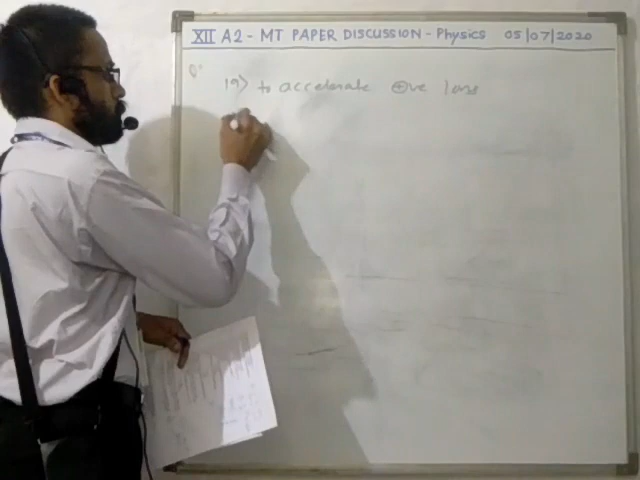 XII A2 - MT PAPER DISCUSSION - Physics 05/07/2020
19> to accelerate ⊕ve Ions